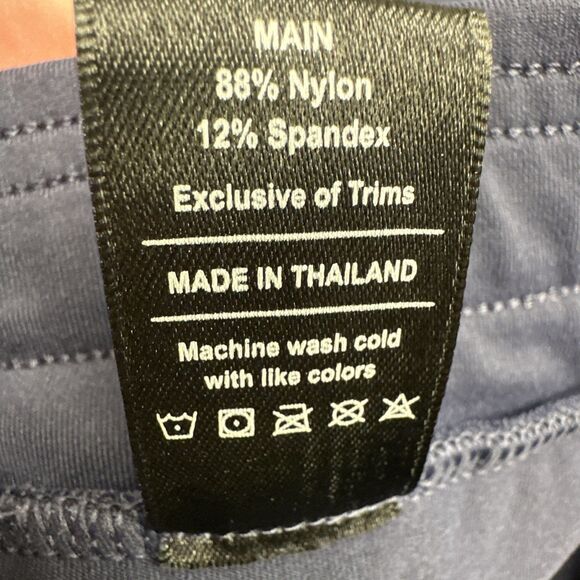 MAIN
88% Nylon
12% Spandex
Exclusive of Trims
MADE IN THAILAND
Machine wash cold
with like colors